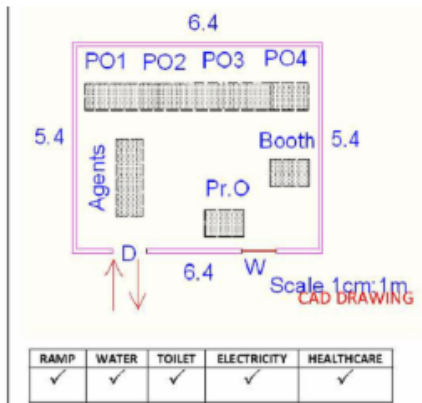 6.4
PO1 PO2 PO3 PO4
5.4 Agents Booth 5.4
Pr.O
D 6.4 W
Scale 1cm:1m
CAD DRAWING
RAMP WATER TOILET ELECTRICITY HEALTHCARE
✓ ✓ ✓ ✓ ✓